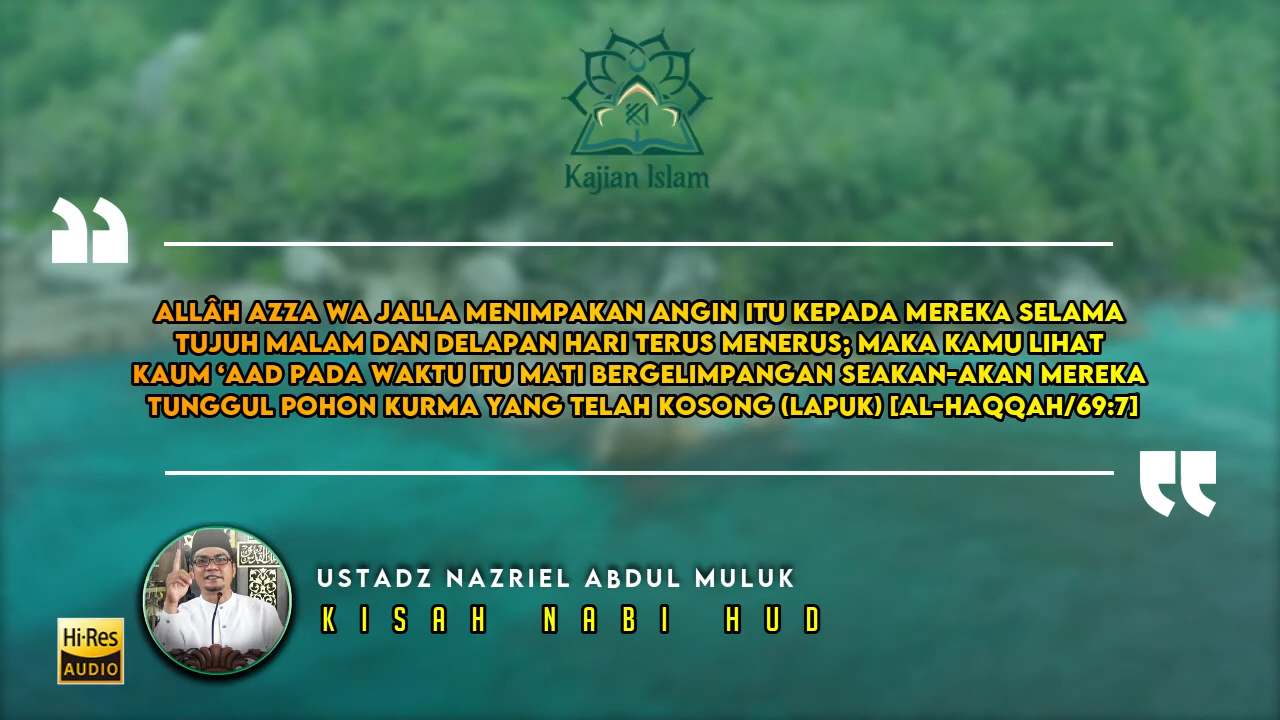 Kajian Islam
ALLÂH AZZA WA JALLA MENIMPAKAN ANGIN ITU KEPADA MEREKA SELAMA
TUJUH MALAM DAN DELAPAN HARI TERUS MENERUS; MAKA KAMU LIHAT
KAUM ‘AAD PADA WAKTU ITU MATI BERGELIMPANGAN SEAKAN-AKAN MEREKA
TUNGGUL POHON KURMA YANG TELAH KOSONG (LAPUK) [AL-HAQQAH/69:7]
USTADZ NAZRIEL ABDUL MULUK
KISAH NABI HUD
Hi-Res
AUDIO